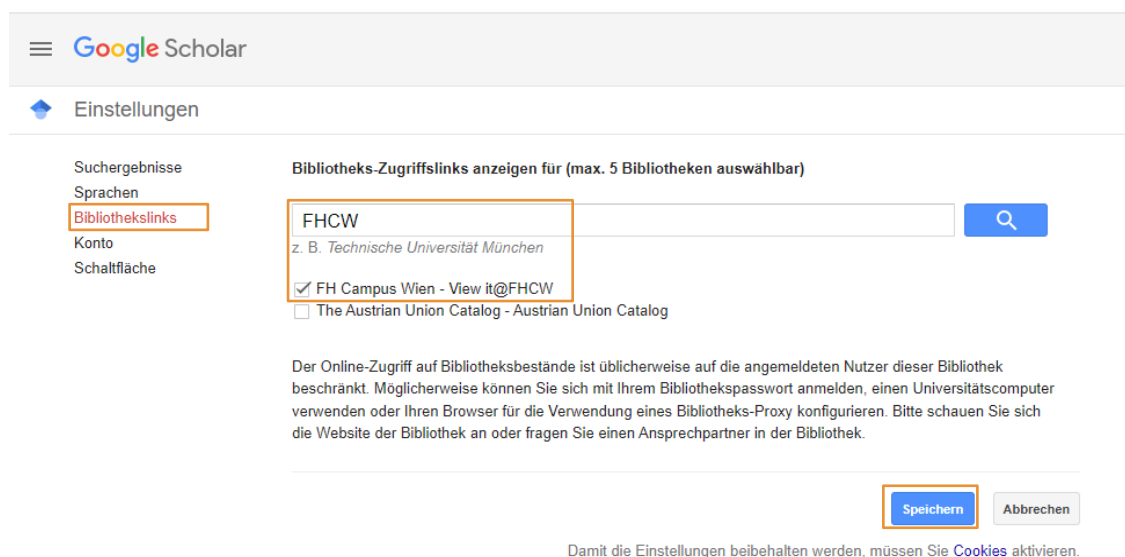 Google Scholar
Einstellungen
Suchergebnisse
Sprachen
Bibliothekslinks
Konto
Schaltfläche
Bibliotheks-Zugriffslinks anzeigen für (max. 5 Bibliotheken auswählbar)
FHCW
z. B. Technische Universität München
FH Campus Wien - View it@FHCW
The Austrian Union Catalog - Austrian Union Catalog
Der Online-Zugriff auf Bibliotheksbestände ist üblicherweise auf die angemeldeten Nutzer dieser Bibliothek
beschränkt. Möglicherweise können Sie sich mit Ihrem Bibliothekspasswort anmelden, einen Universitätscomputer
verwenden oder Ihren Browser für die Verwendung eines Bibliotheks-Proxy konfigurieren. Bitte schauen Sie sich
die Website der Bibliothek an oder fragen Sie einen Ansprechpartner in der Bibliothek.
Speichern
Abbrechen
Damit die Einstellungen beibehalten werden, müssen Sie Cookies aktivieren.